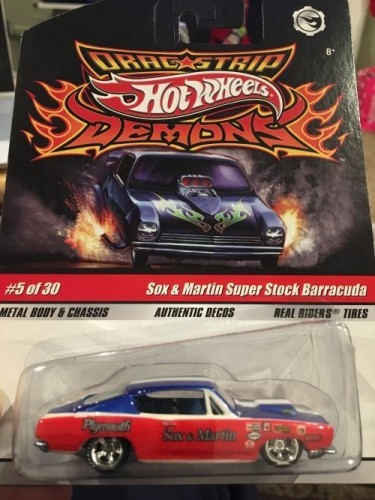 8+
DRAG★STRIP
Hot Wheels
DEMONS
#5 of 30
Sox & Martin Super Stock Barracuda
METAL BODY & CHASSIS
AUTHENTIC DECOS
REAL RIDERS® TIRES
Plymouth
Sox & Martin